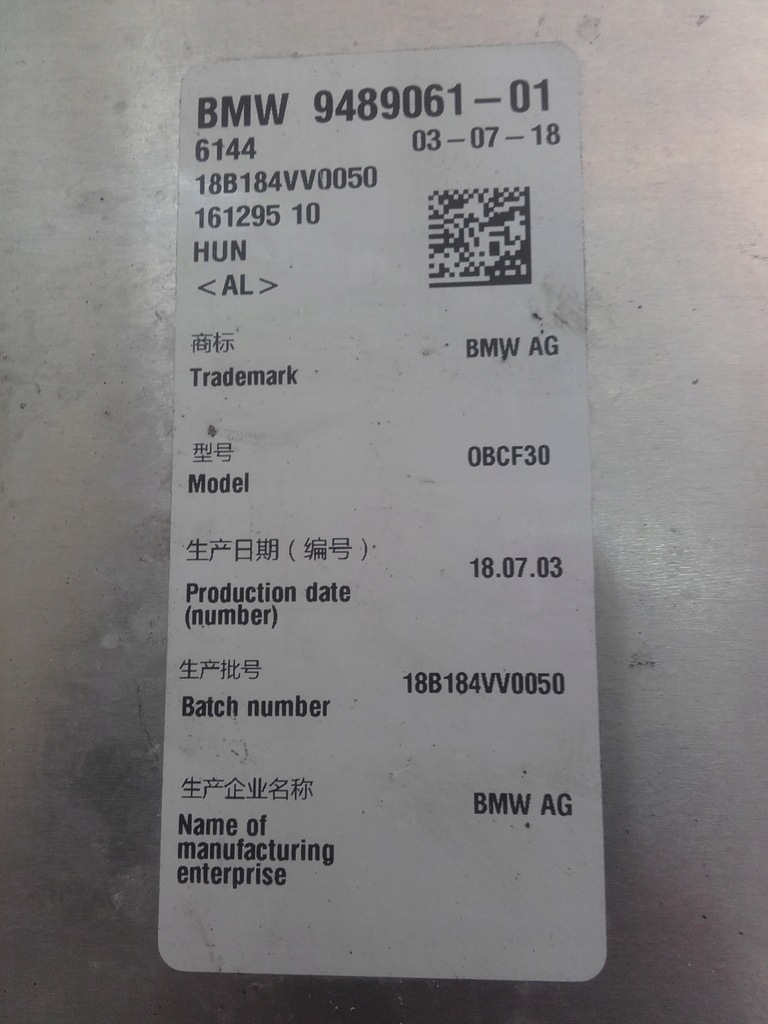 BMW 9489061-01
6144 03-07-18
18B184VV0050
161295 10
HUN
<AL>
商标
Trademark BMW AG
型号
Model OBCF30
生产日期(编号)
Production date
(number) 18.07.03
生产批号
Batch number 18B184VV0050
生产企业名称
Name of
manufacturing
enterprise BMW AG